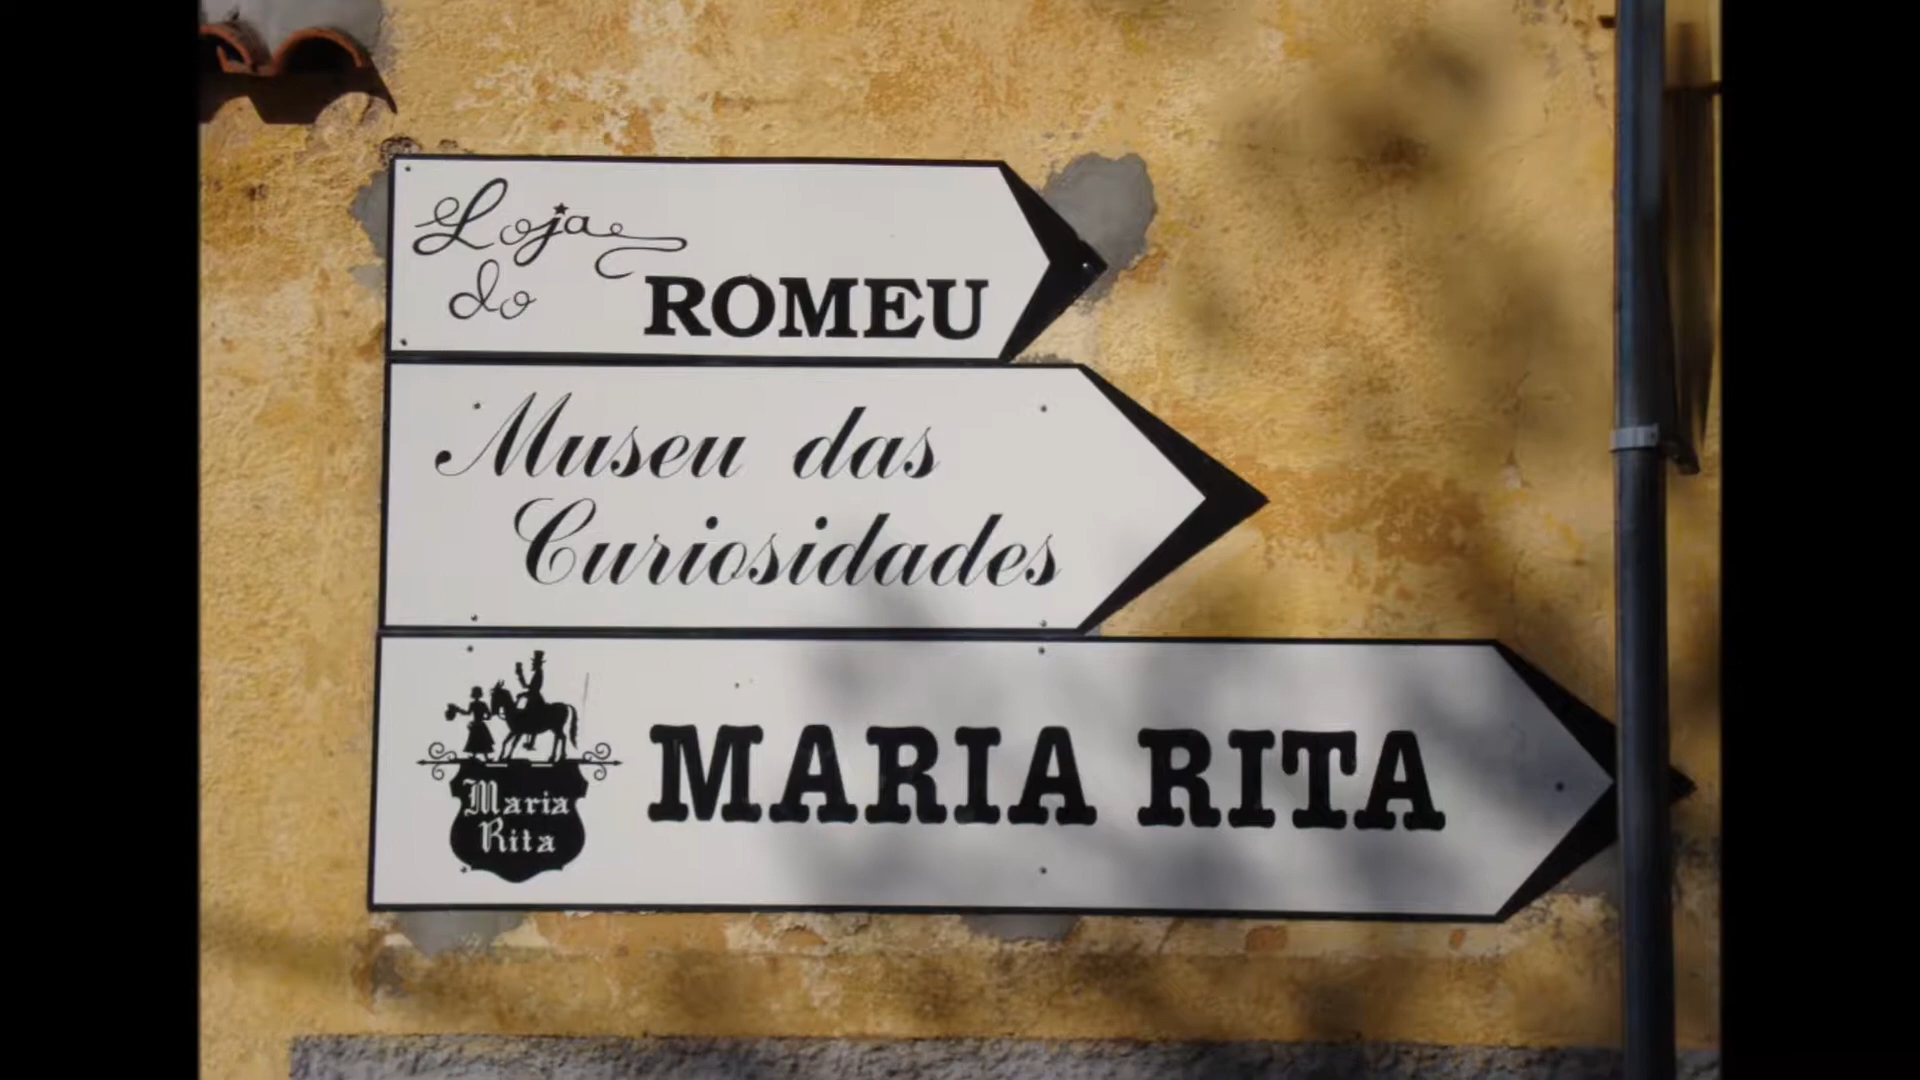 Loja
do ROMEU
Museu das
Curiosidades
Maria
Rita
MARIA RITA